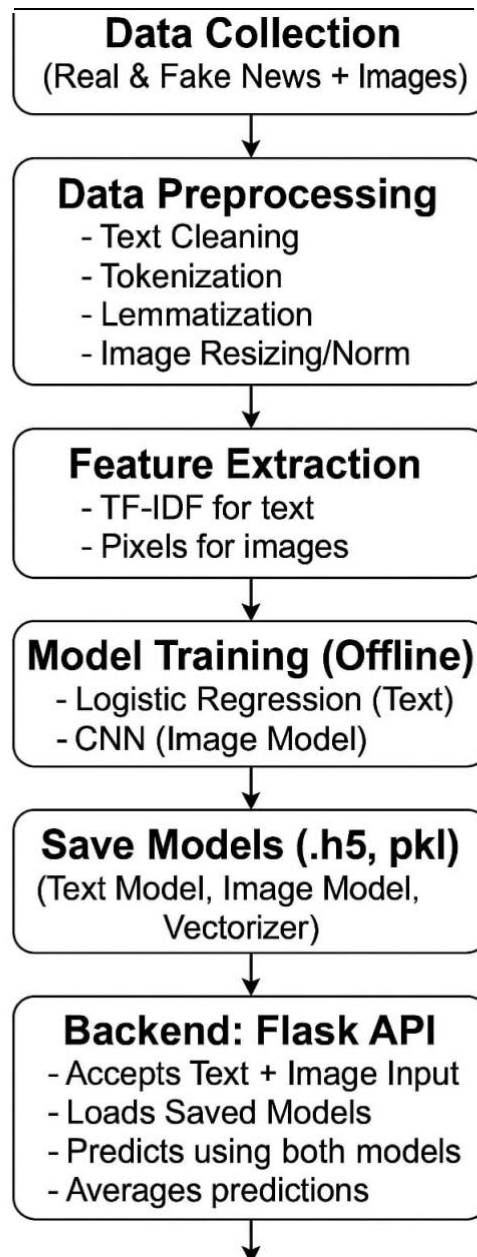 Data Collection
(Real & Fake News + Images)
Data Preprocessing
- Text Cleaning
- Tokenization
- Lemmatization
- Image Resizing/Norm
Feature Extraction
- TF-IDF for text
- Pixels for images
Model Training (Offline)
- Logistic Regression (Text)
- CNN (Image Model)
Save Models (.h5, pkl)
(Text Model, Image Model,
Vectorizer)
Backend: Flask API
- Accepts Text + Image Input
- Loads Saved Models
- Predicts using both models
- Averages predictions